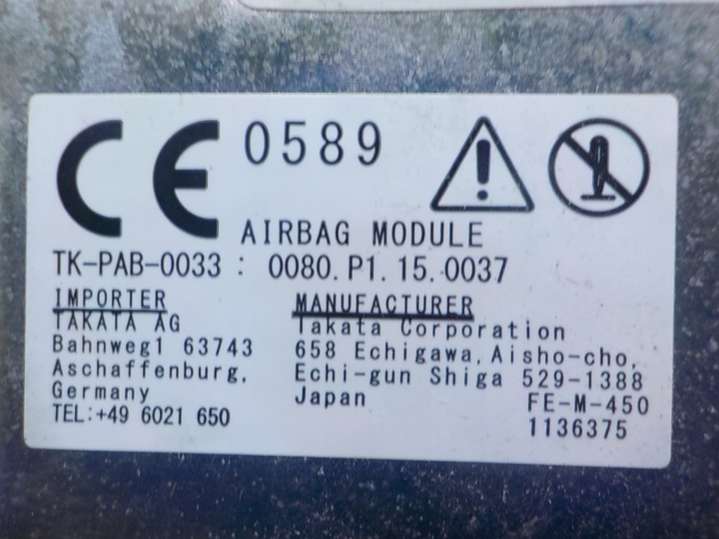 CE 0589
AIRBAG MODULE
TK-PAB-0033 : 0080.P1.15.0037
IMPORTER
TAKATA AG
Bahnweg1 63743
Aschaffenburg,
Germany
TEL:+49 6021 650
MANUFACTURER
Takata Corporation
658 Echigawa,Aisho-cho,
Echi-gun Shiga 529-1388
Japan
FE-M-450
1136375